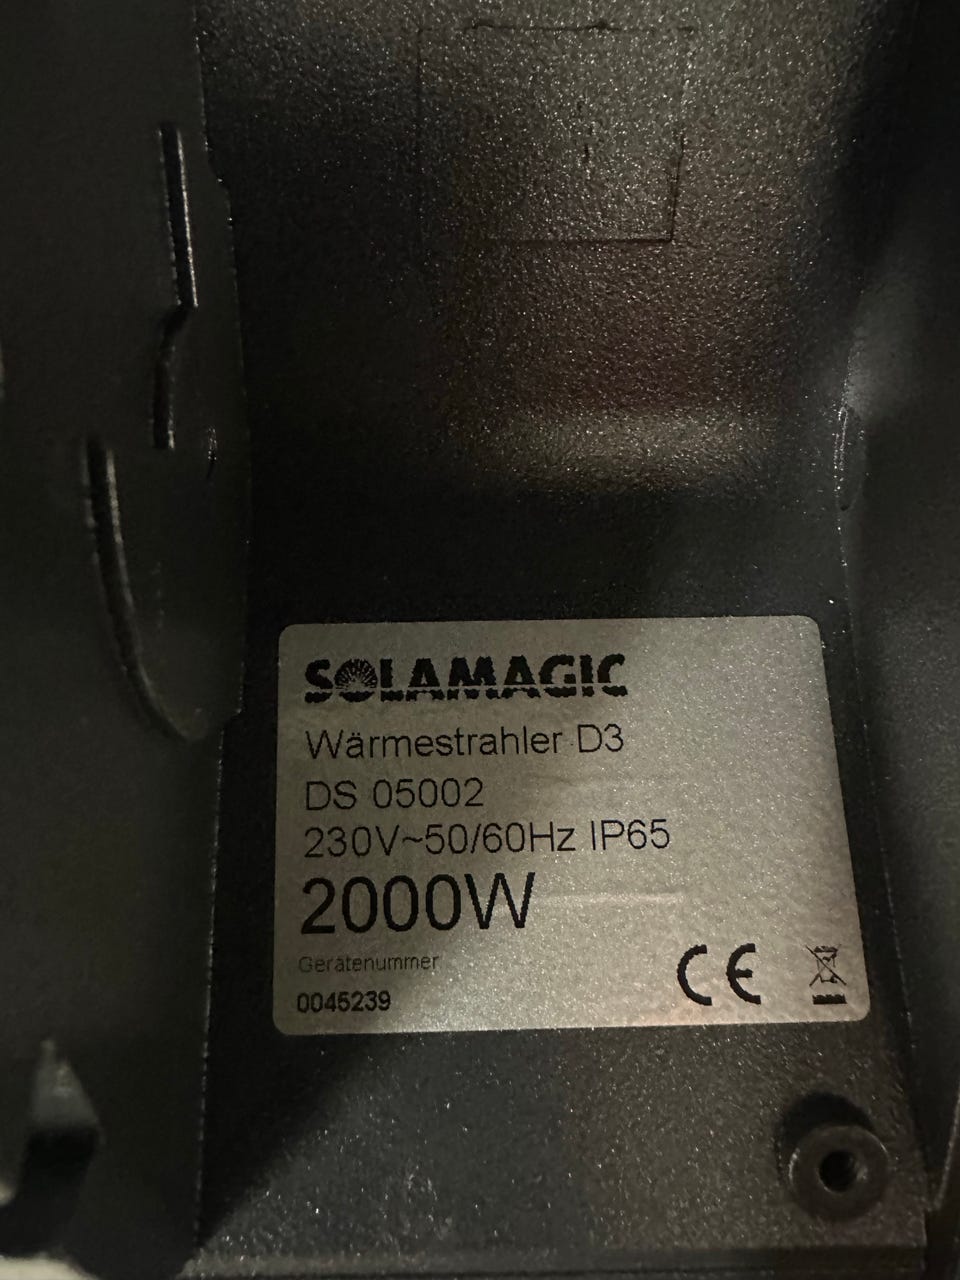 SOLAMAGIC
Wärmestrahler D3
DS 05002
230V~50/60Hz IP65
2000W
Gerätenummer
0045239
CE